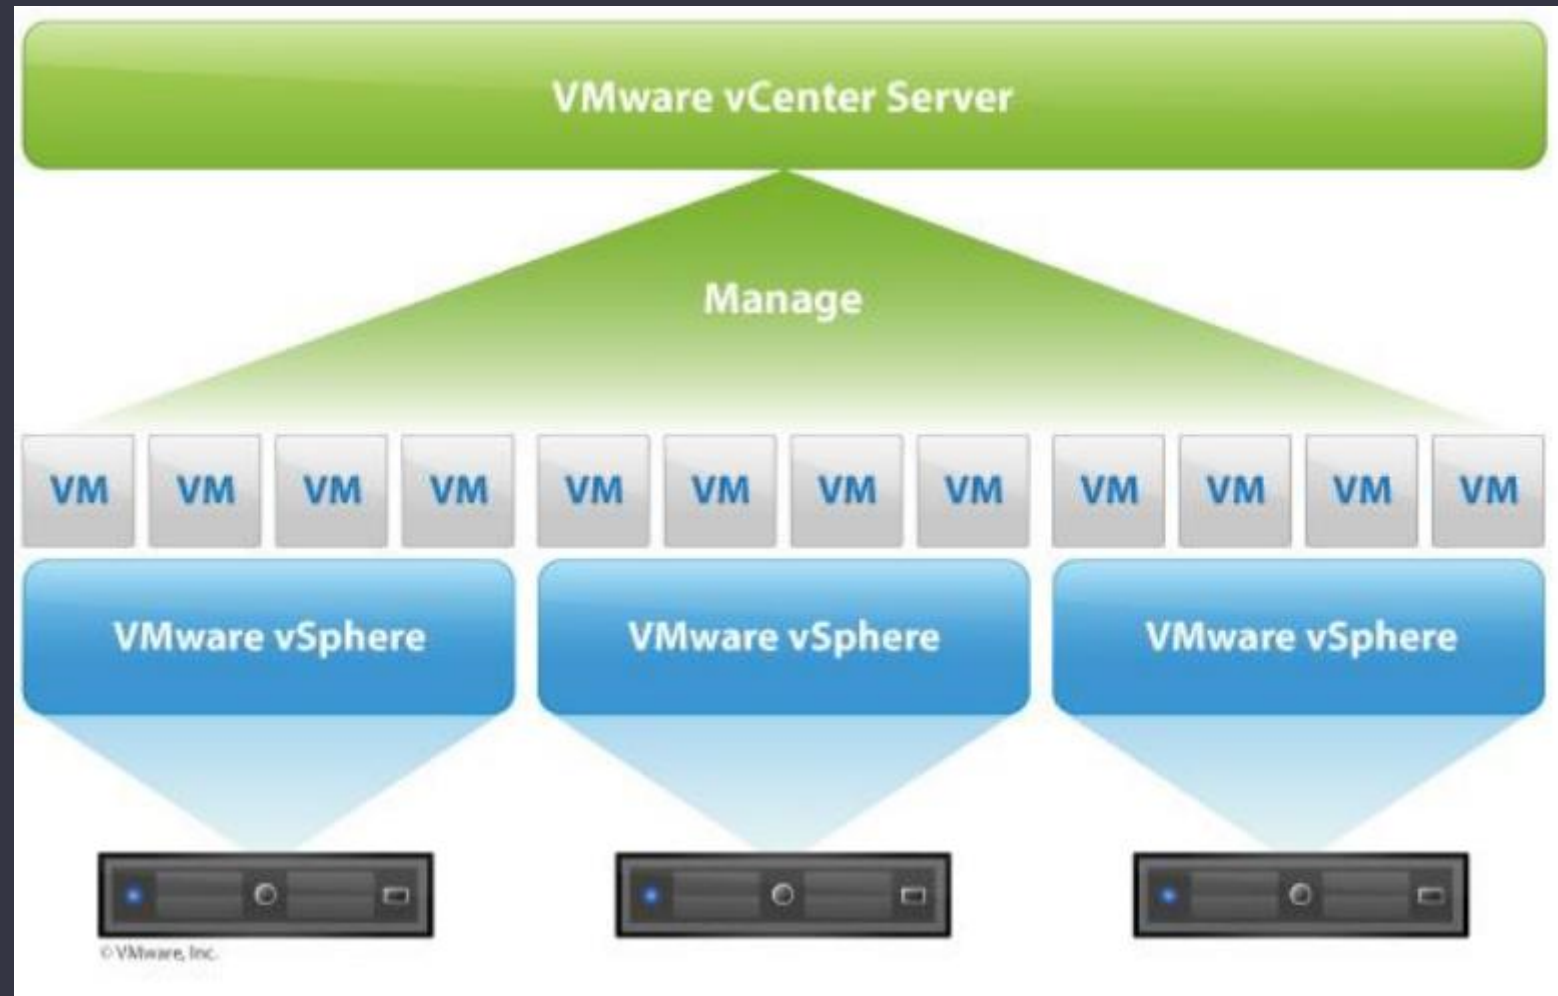 VMware vCenter Server
Manage
VM VM VM VM VM VM VM VM VM VM VM VM
VMware vSphere VMware vSphere VMware vSphere
© VMware, Inc.